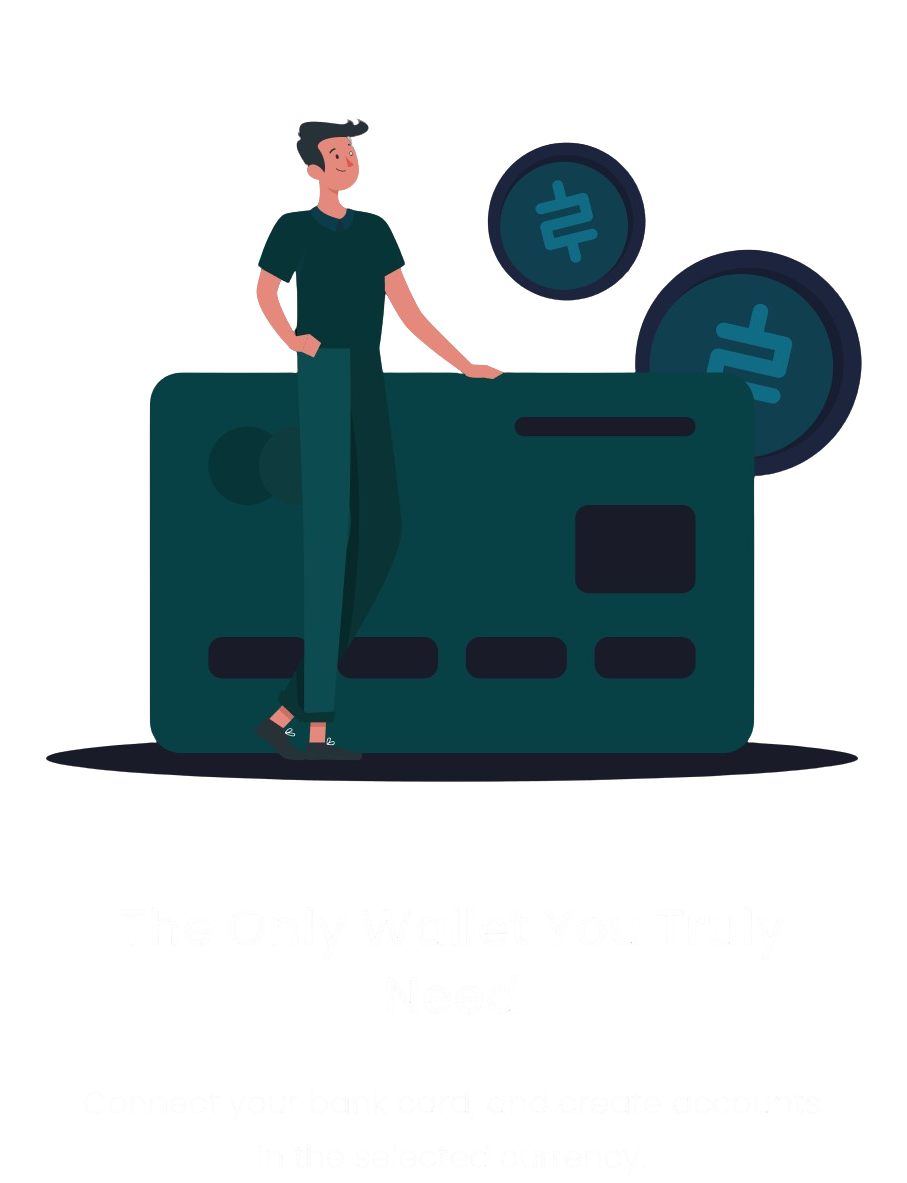 The Only Wallet You Truly
Need
Connect your bank card, and create accounts
in the selected currency.